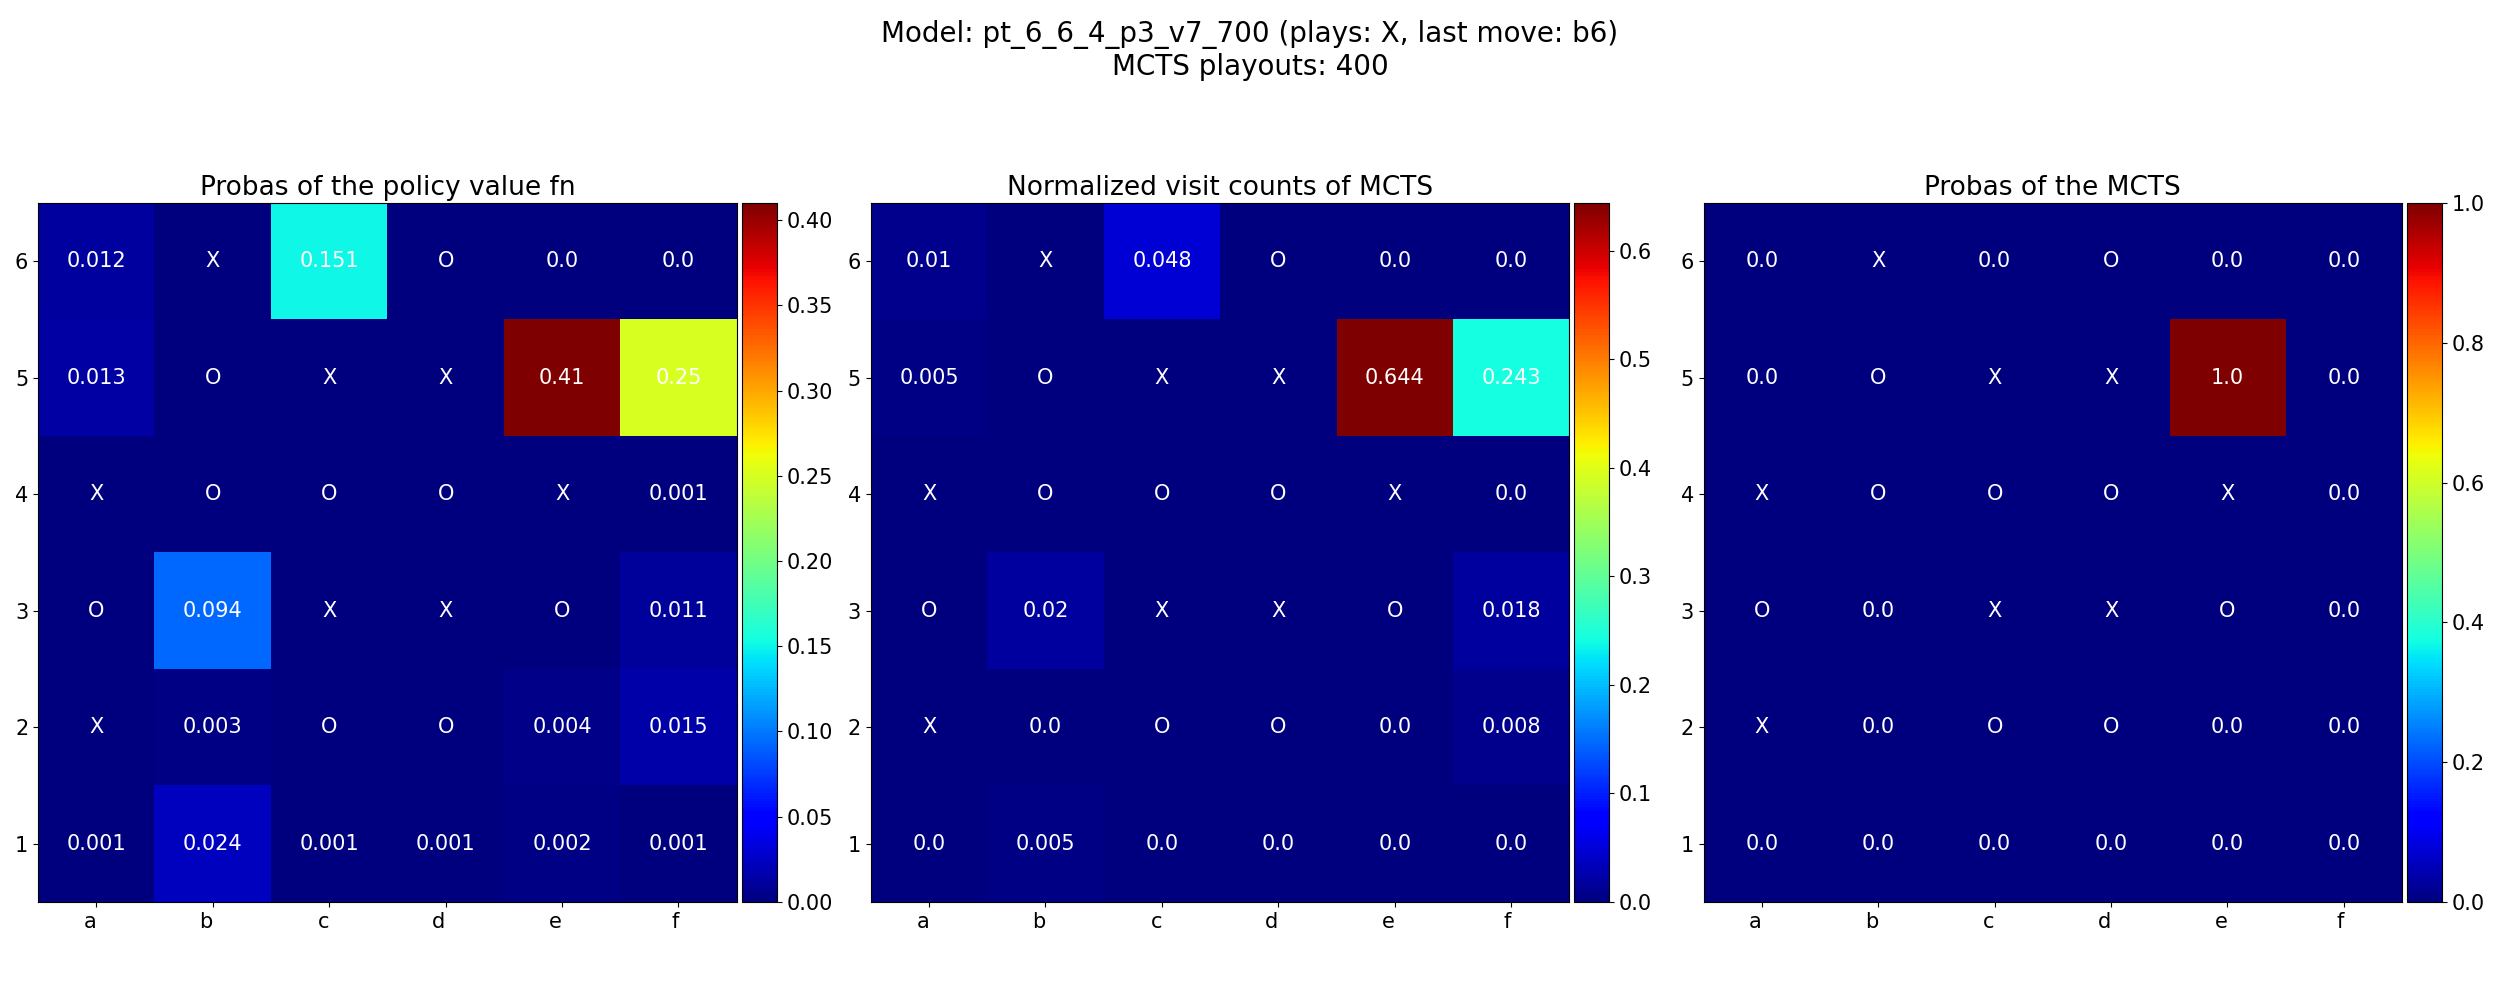 Model: pt_6_6_4_p3_v7_700 (plays: X, last move: b6)
MCTS playouts: 400
Probas of the policy value fn
6 0.012 X 0.151 O 0.0 0.0
5 0.013 O X X 0.41 0.25
4 X O O O X 0.001
3 O 0.094 X X O 0.011
2 X 0.003 O O 0.004 0.015
1 0.001 0.024 0.001 0.001 0.002 0.001
a b c d e f
0.40
0.35
0.30
0.25
0.20
0.15
0.10
0.05
0.00
Normalized visit counts of MCTS
6 0.01 X 0.048 O 0.0 0.0
5 0.005 O X X 0.644 0.243
4 X O O O X 0.0
3 O 0.02 X X O 0.018
2 X 0.0 O O 0.0 0.008
1 0.0 0.005 0.0 0.0 0.0 0.0
a b c d e f
0.6
0.5
0.4
0.3
0.2
0.1
0.0
Probas of the MCTS
6 0.0 X 0.0 O 0.0 0.0
5 0.0 O X X 1.0 0.0
4 X O O O X 0.0
3 O 0.0 X X O 0.0
2 X 0.0 O O 0.0 0.0
1 0.0 0.0 0.0 0.0 0.0 0.0
a b c d e f
1.0
0.8
0.6
0.4
0.2
0.0